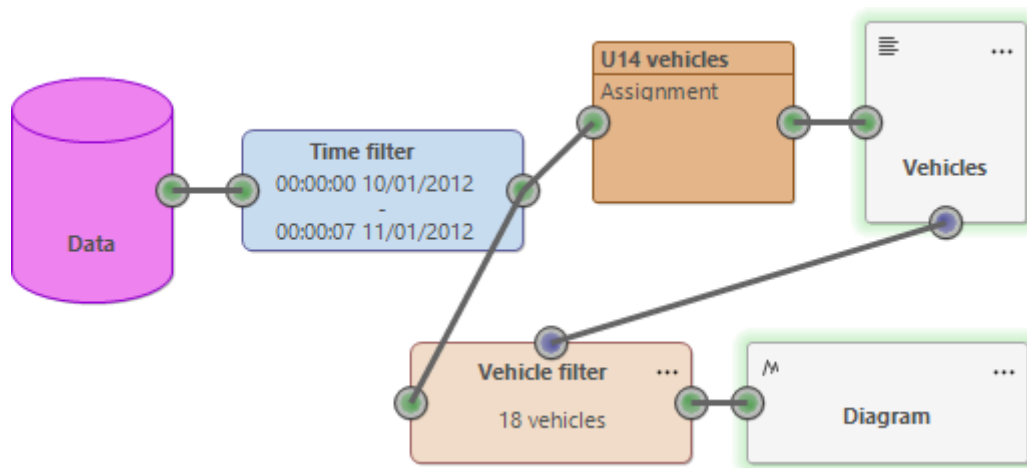 Data
Time filter
00:00:00 10/01/2012
-
00:00:07 11/01/2012
U14 vehicles
Assignment
Vehicles
Vehicle filter
18 vehicles
Diagram